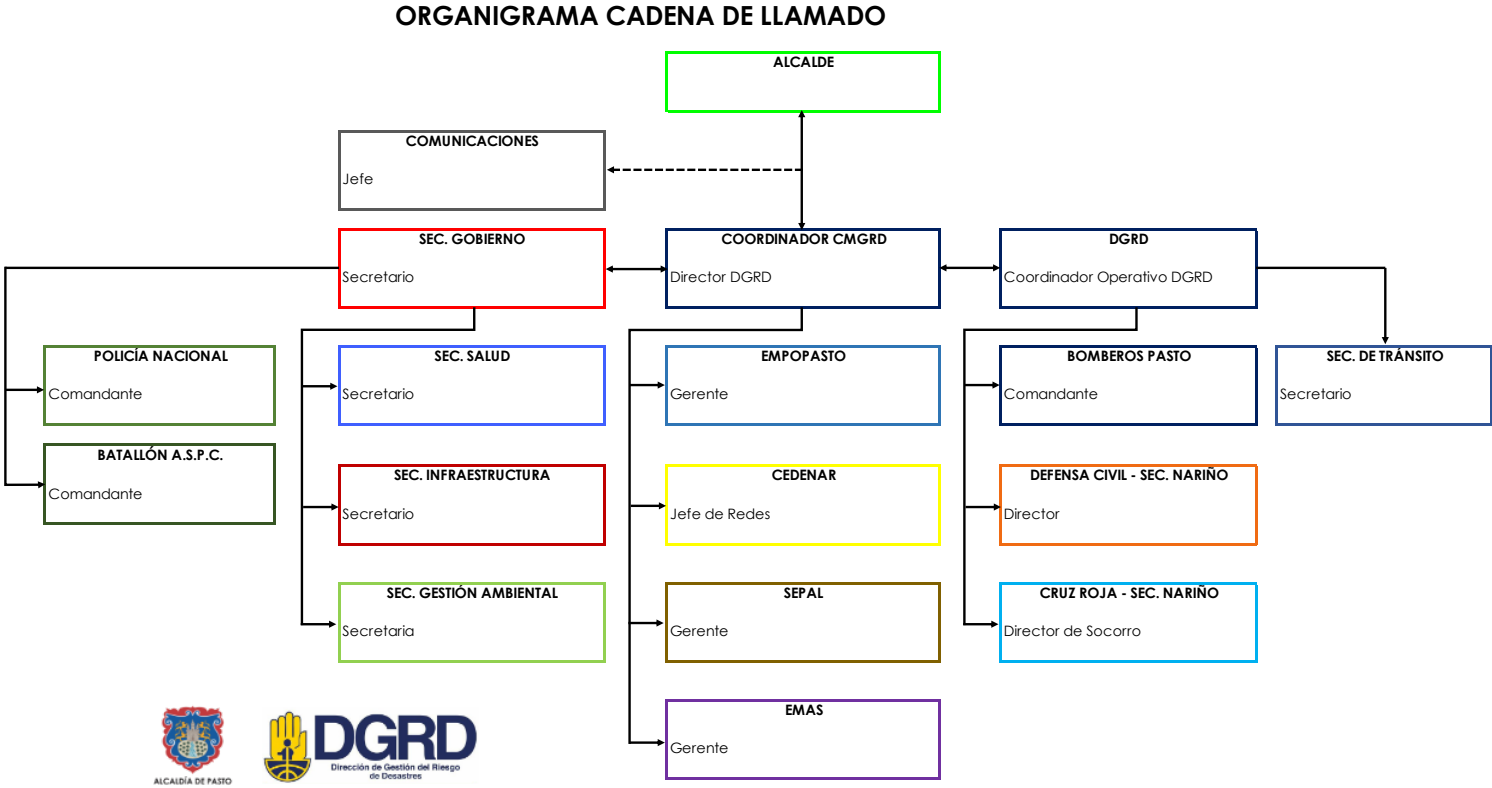 ORGANIGRAMA CADENA DE LLAMADO
ALCALDE
COMUNICACIONES
Jefe
SEC. GOBIERNO
Secretario
COORDINADOR CMGRD
Director DGRD
DGRD
Coordinador Operativo DGRD
POLICÍA NACIONAL
Comandante
SEC. SALUD
Secretario
EMPOPASTO
Gerente
BOMBEROS PASTO
Comandante
SEC. DE TRÁNSITO
Secretario
BATALLÓN A.S.P.C.
Comandante
SEC. INFRAESTRUCTURA
Secretario
CEDENAR
Jefe de Redes
DEFENSA CIVIL - SEC. NARIÑO
Director
SEC. GESTIÓN AMBIENTAL
Secretaria
SEPAL
Gerente
CRUZ ROJA - SEC. NARIÑO
Director de Socorro
EMAS
Gerente
ALCALDÍA DE PASTO
DGRD
Dirección de Gestión del Riesgo
de Desastres